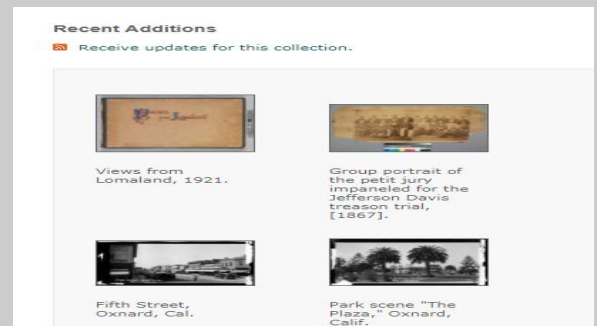 Recent Additions
Receive updates for this collection.
Views from
Lomaland, 1921.
Group portrait of
the petit jury
impaneled for the
Jefferson Davis
treason trial,
[1867].
Fifth Street,
Oxnard, Cal.
Park scene "The
Plaza," Oxnard,
Calif.